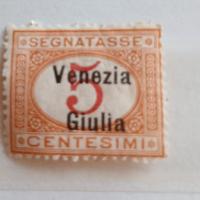 SEGNATASSE
Venezia
5
Giulia
CENTESIMI